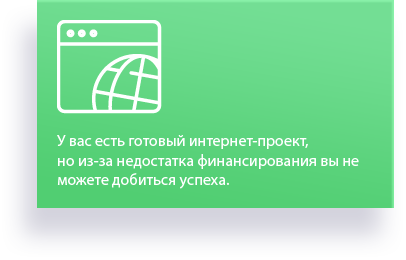 У вас есть готовый интернет-проект,
но из-за недостатка финансирования вы не
можете добиться успеха.